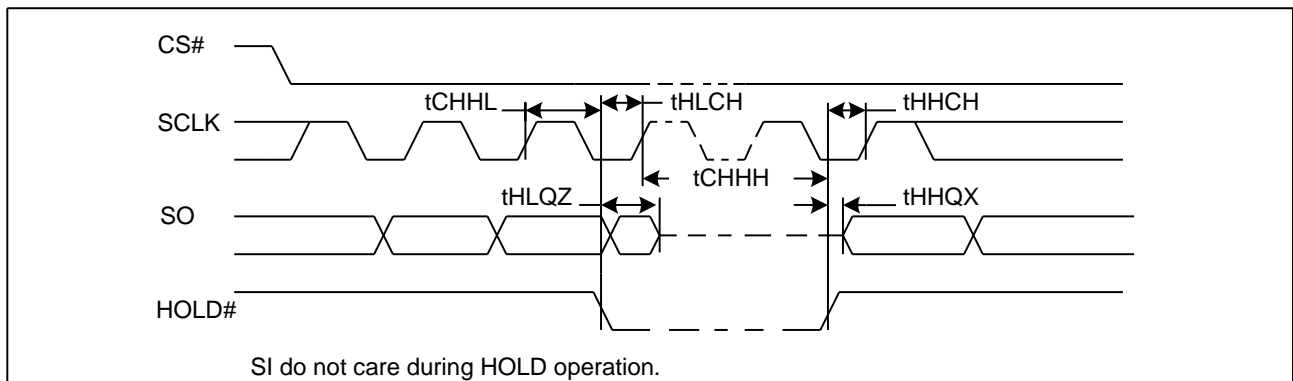 CS#
tCHHL
tHLCH
tHHCH
SCLK
tCHHH
tHLQZ
tHHQX
SO
HOLD#
SI do not care during HOLD operation.